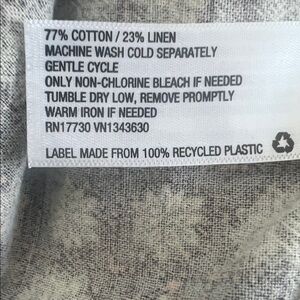 77% COTTON / 23% LINEN
MACHINE WASH COLD SEPARATELY
GENTLE CYCLE
ONLY NON-CHLORINE BLEACH IF NEEDED
TUMBLE DRY LOW, REMOVE PROMPTLY
WARM IRON IF NEEDED
RN17730 VN1343630
LABEL MADE FROM 100% RECYCLED PLASTIC